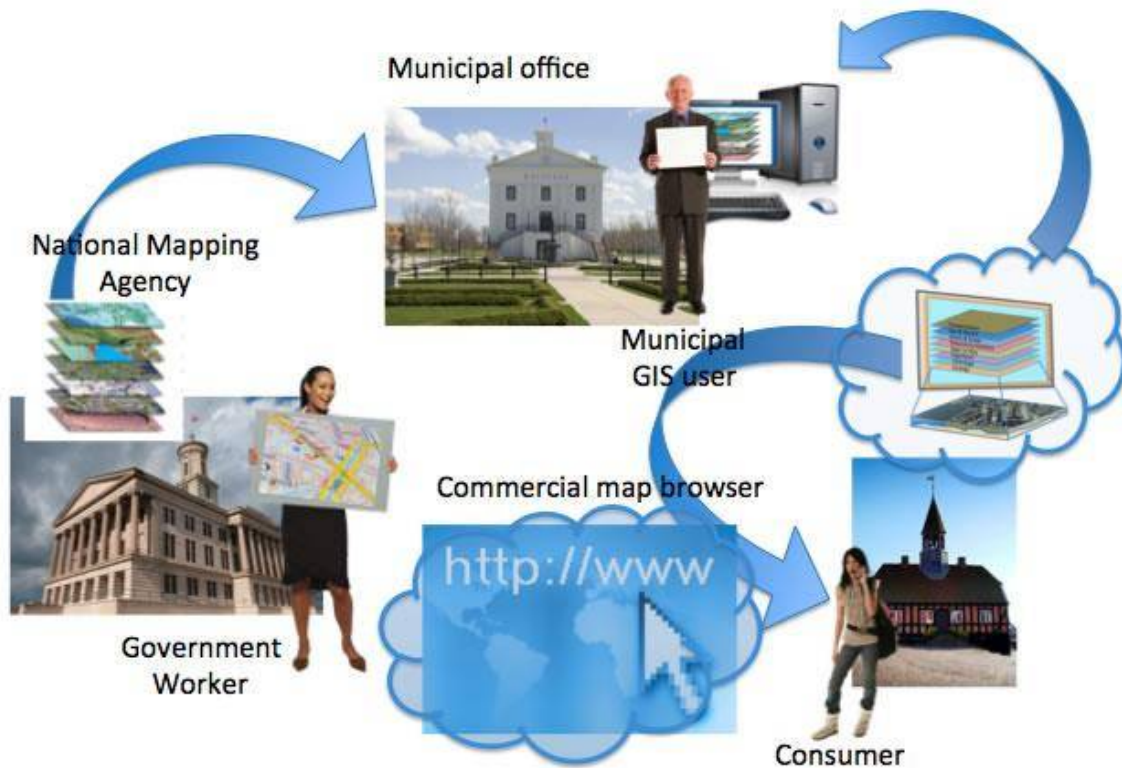 Municipal office
National Mapping
Agency
Municipal
GIS user
Commercial map browser
http://www
Government
Worker
Consumer